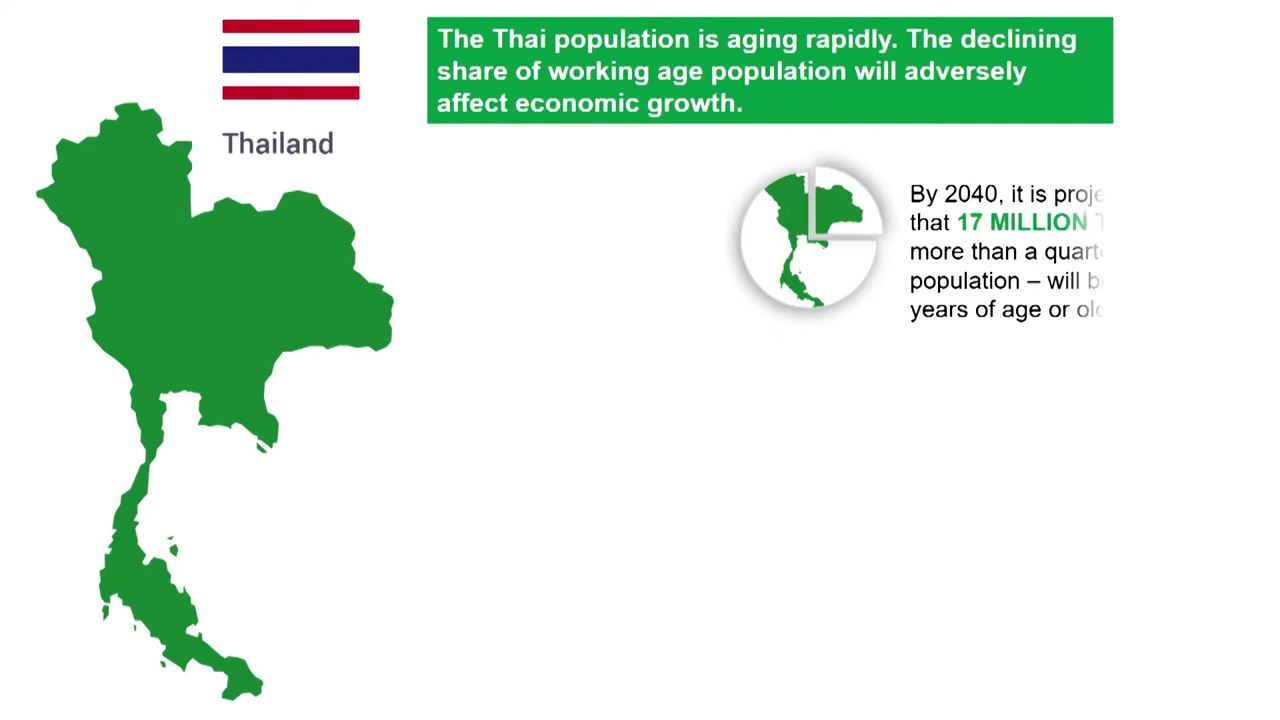 The Thai population is aging rapidly. The declining
share of working age population will adversely
affect economic growth.
Thailand
By 2040, it is
that 17 MILLION
more than a
population – will
years of age or